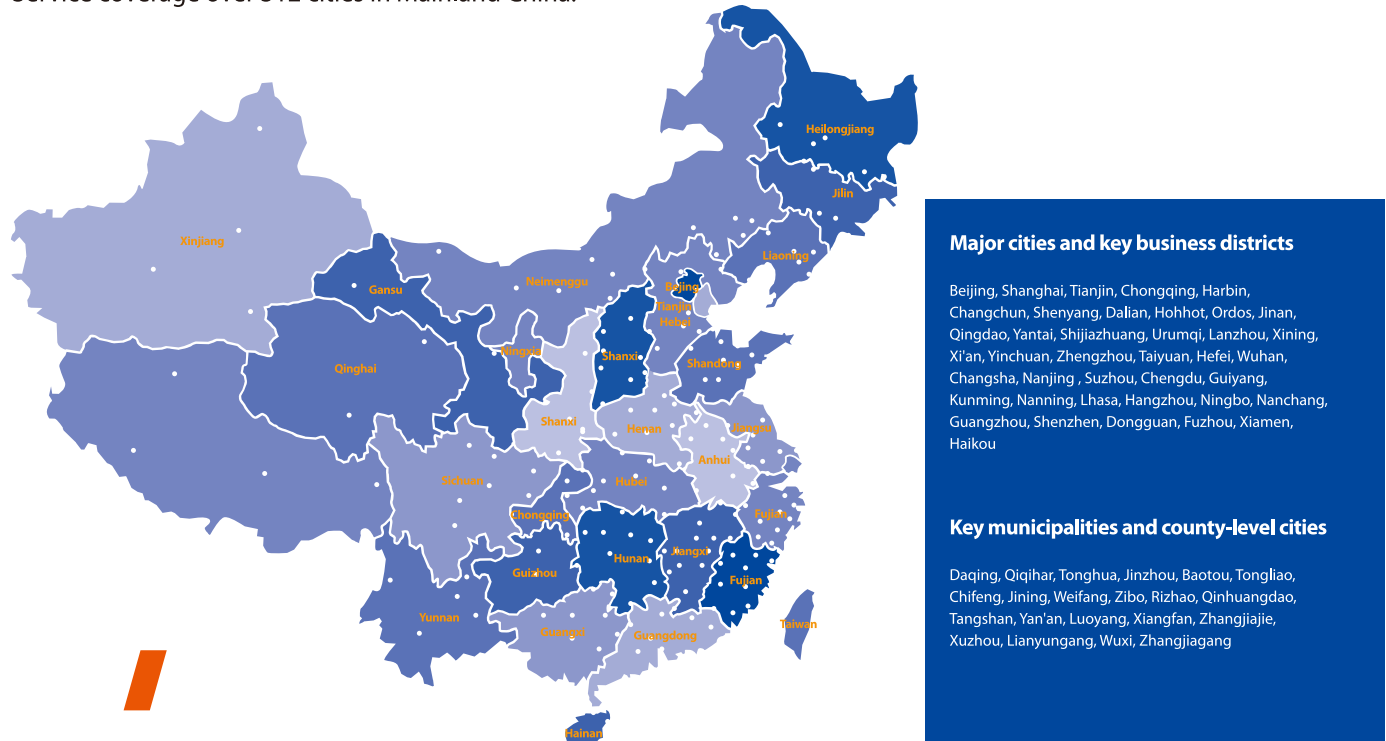 in mainland China.
Heilongjiang
Jilin
Xinjiang
Liaoning
Gansu
Neimenggu
Beijing
Tianjin
Hebei
Ningxia
Shanxi
Shandong
Qinghai
Shanxi
Henan
Jiangsu
Anhui
Sichuan
Hubei
Chongqing
Fujian
Jiangxi
Hunan
Guizhou
Fujian
Yunnan
Guangxi
Guangdong
Taiwan
Hainan
Major cities and key business districts
Beijing, Shanghai, Tianjin, Chongqing, Harbin,
Changchun, Shenyang, Dalian, Hohhot, Ordos, Jinan,
Qingdao, Yantai, Shijiazhuang, Urumqi, Lanzhou, Xining,
Xi'an, Yinchuan, Zhengzhou, Taiyuan, Hefei, Wuhan,
Changsha, Nanjing , Suzhou, Chengdu, Guiyang,
Kunming, Nanning, Lhasa, Hangzhou, Ningbo, Nanchang,
Guangzhou, Shenzhen, Dongguan, Fuzhou, Xiamen,
Haikou
Key municipalities and county-level cities
Daqing, Qiqihar, Tonghua, Jinzhou, Baotou, Tongliao,
Chifeng, Jining, Weifang, Zibo, Rizhao, Qinhuangdao,
Tangshan, Yan'an, Luoyang, Xiangfan, Zhangjiajie,
Xuzhou, Lianyungang, Wuxi, Zhangjiagang